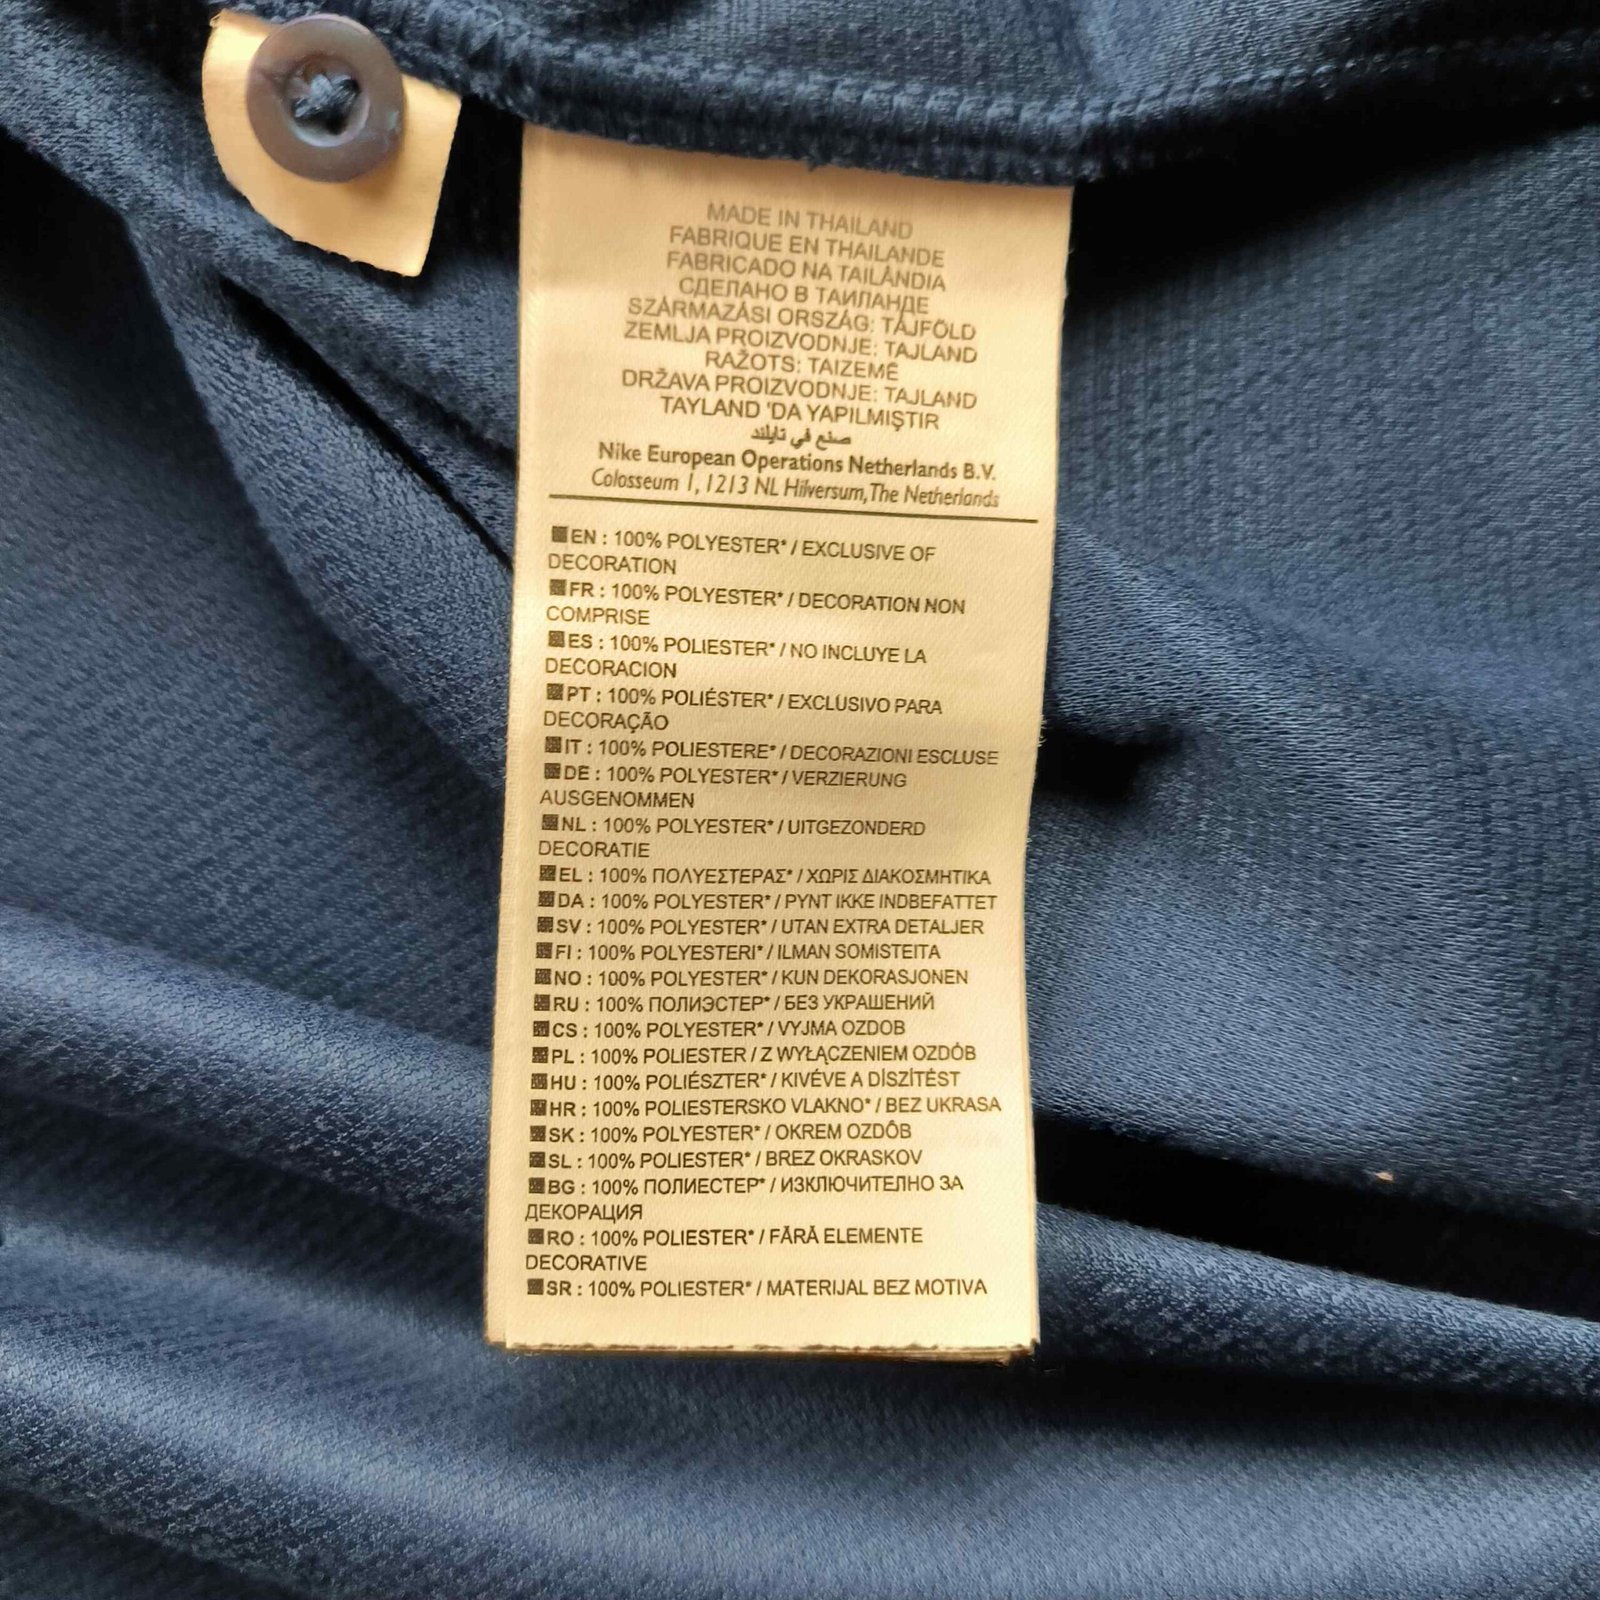 MADE IN THAILAND
FABRIQUE EN THAILANDE
FABRICADO NA TAILÂNDIA
СДЕЛАНО В ТАИЛАНДЕ
SZÁRMAZÁSI ORSZÁG: TÁJFÖLD
ZEMLJA PROIZVODNJE: TAJLAND
RAŽOTS: TAIZEMĒ
DRŽAVA PROIZVODNJE: TAJLAND
TAYLAND 'DA YAPILMIŞTIR
صنع في تايلند
Nike European Operations Netherlands B.V.
Colosseum 1, 1213 NL Hilversum, The Netherlands
EN : 100% POLYESTER* / EXCLUSIVE OF
DECORATION
FR : 100% POLYESTER* / DECORATION NON
COMPRISE
ES : 100% POLIESTER* / NO INCLUYE LA
DECORACION
PT : 100% POLIÉSTER* / EXCLUSIVO PARA
DECORAÇÃO
IT : 100% POLIESTERE* / DECORAZIONI ESCLUSE
DE : 100% POLYESTER* / VERZIERUNG
AUSGENOMMEN
NL : 100% POLYESTER* / UITGEZONDERD
DECORATIE
EL : 100% ΠΟΛΥΕΣΤΕΡΑΣ* / ΧΩΡΙΣ ΔΙΑΚΟΣΜΗΤΙΚΑ
DA : 100% POLYESTER* / PYNT IKKE INDBEFATTET
SV : 100% POLYESTER* / UTAN EXTRA DETALJER
FI : 100% POLYESTERI* / ILMAN SOMISTEITA
NO : 100% POLYESTER* / KUN DEKORASJONEN
RU : 100% ПОЛИЭСТЕР* / БЕЗ УКРАШЕНИЙ
CS : 100% POLYESTER* / VYJMA OZDOB
PL : 100% POLIESTER / Z WYŁĄCZENIEM OZDÓB
HU : 100% POLIÉSZTER* / KIVÉVE A DÍSZÍTÉST
HR : 100% POLIESTERSKO VLAKNO* / BEZ UKRASA
SK : 100% POLYESTER* / OKREM OZDÔB
SL : 100% POLIESTER* / BREZ OKRASKOV
BG : 100% ПОЛИЕСТЕР* / ИЗКЛЮЧИТЕЛНО ЗА
ДЕКОРАЦИЯ
RO : 100% POLIESTER* / FĂRĂ ELEMENTE
DECORATIVE
SR : 100% POLIESTER* / MATERIJAL BEZ MOTIVA